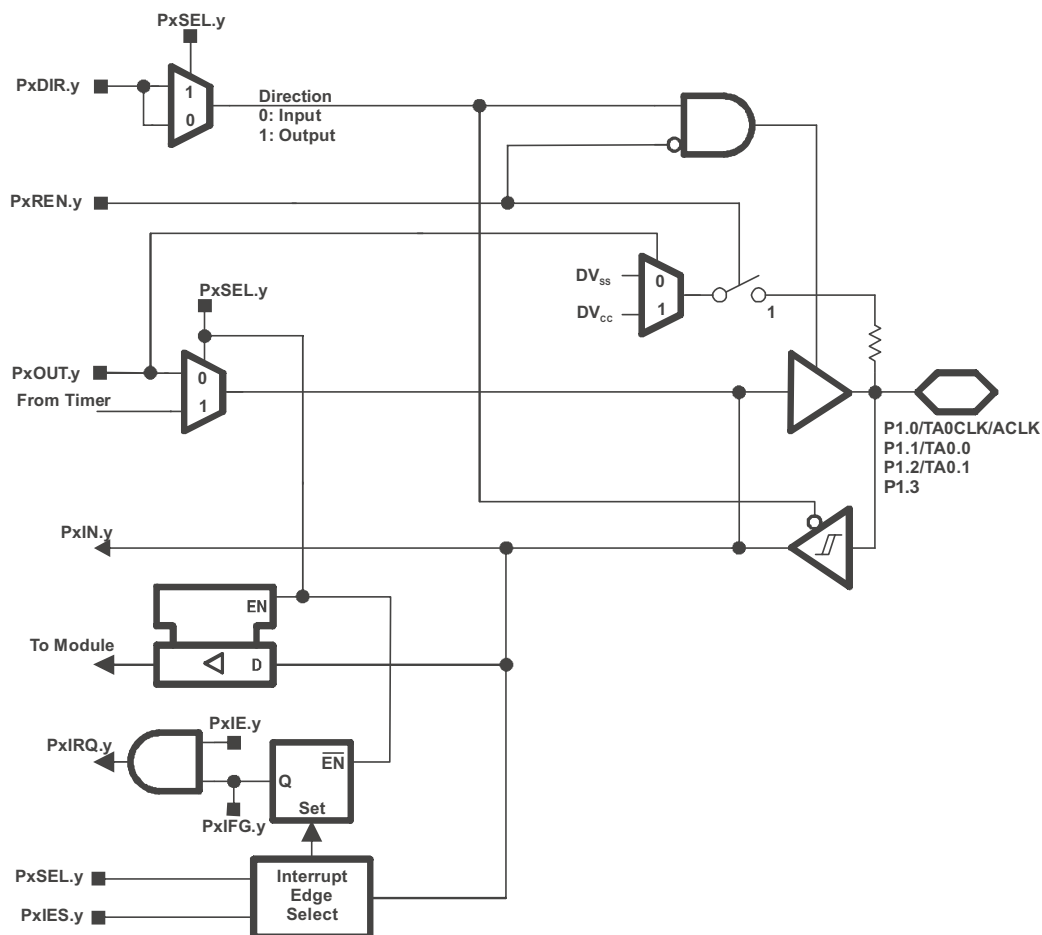 PxSEL.y
PxDIR.y
1
0
Direction
0: Input
1: Output
PxREN.y
DVSS
0
DVCC
1
1
PxSEL.y
PxOUT.y
0
From Timer
1
P1.0/TA0CLK/ACLK
P1.1/TA0.0
P1.2/TA0.1
P1.3
PxIN.y
EN
To Module
D
PxIE.y
PxIRQ.y
EN
Q
Set
PxIFG.y
PxSEL.y
PxIES.y
Interrupt
Edge
Select